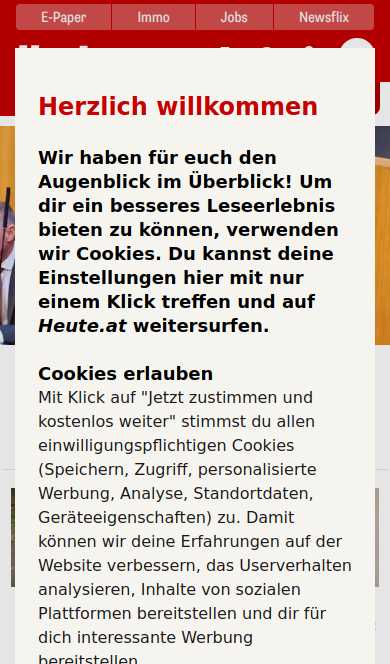 E-Paper Immo Jobs Newsflix
Herzlich willkommen
Wir haben für euch den
Augenblick im Überblick! Um
dir ein besseres Leseerlebnis
bieten zu können, verwenden
wir Cookies. Du kannst deine
Einstellungen hier mit nur
einem Klick treffen und auf
Heute.at weitersurfen.
Cookies erlauben
Mit Klick auf "Jetzt zustimmen und
kostenlos weiter" stimmst du allen
einwilligungspflichtigen Cookies
(Speichern, Zugriff, personalisierte
Werbung, Analyse, Standortdaten,
Geräteeigenschaften) zu. Damit
können wir deine Erfahrungen auf der
Website verbessern, das Userverhalten
analysieren, Inhalte von sozialen
Plattformen bereitstellen und dir für
dich interessante Werbung
bereitstellen